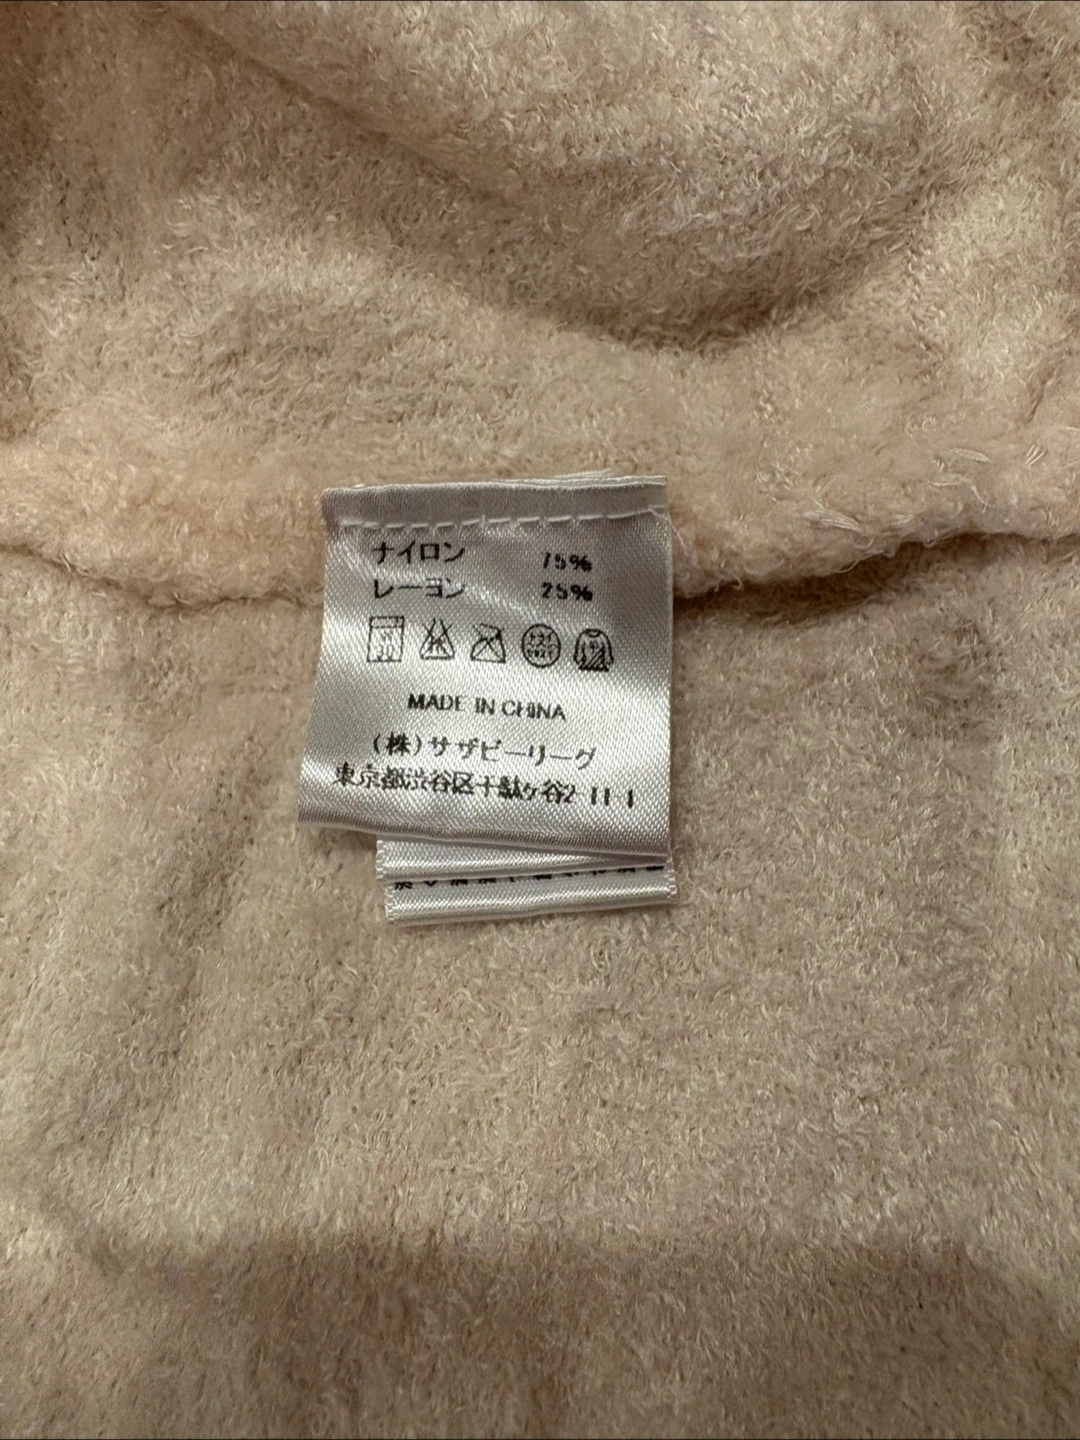 ナイロン 75%
レーヨン 25%
MADE IN CHINA
(株)サザビーリーグ
東京都渋谷区千駄ヶ谷2-11-1